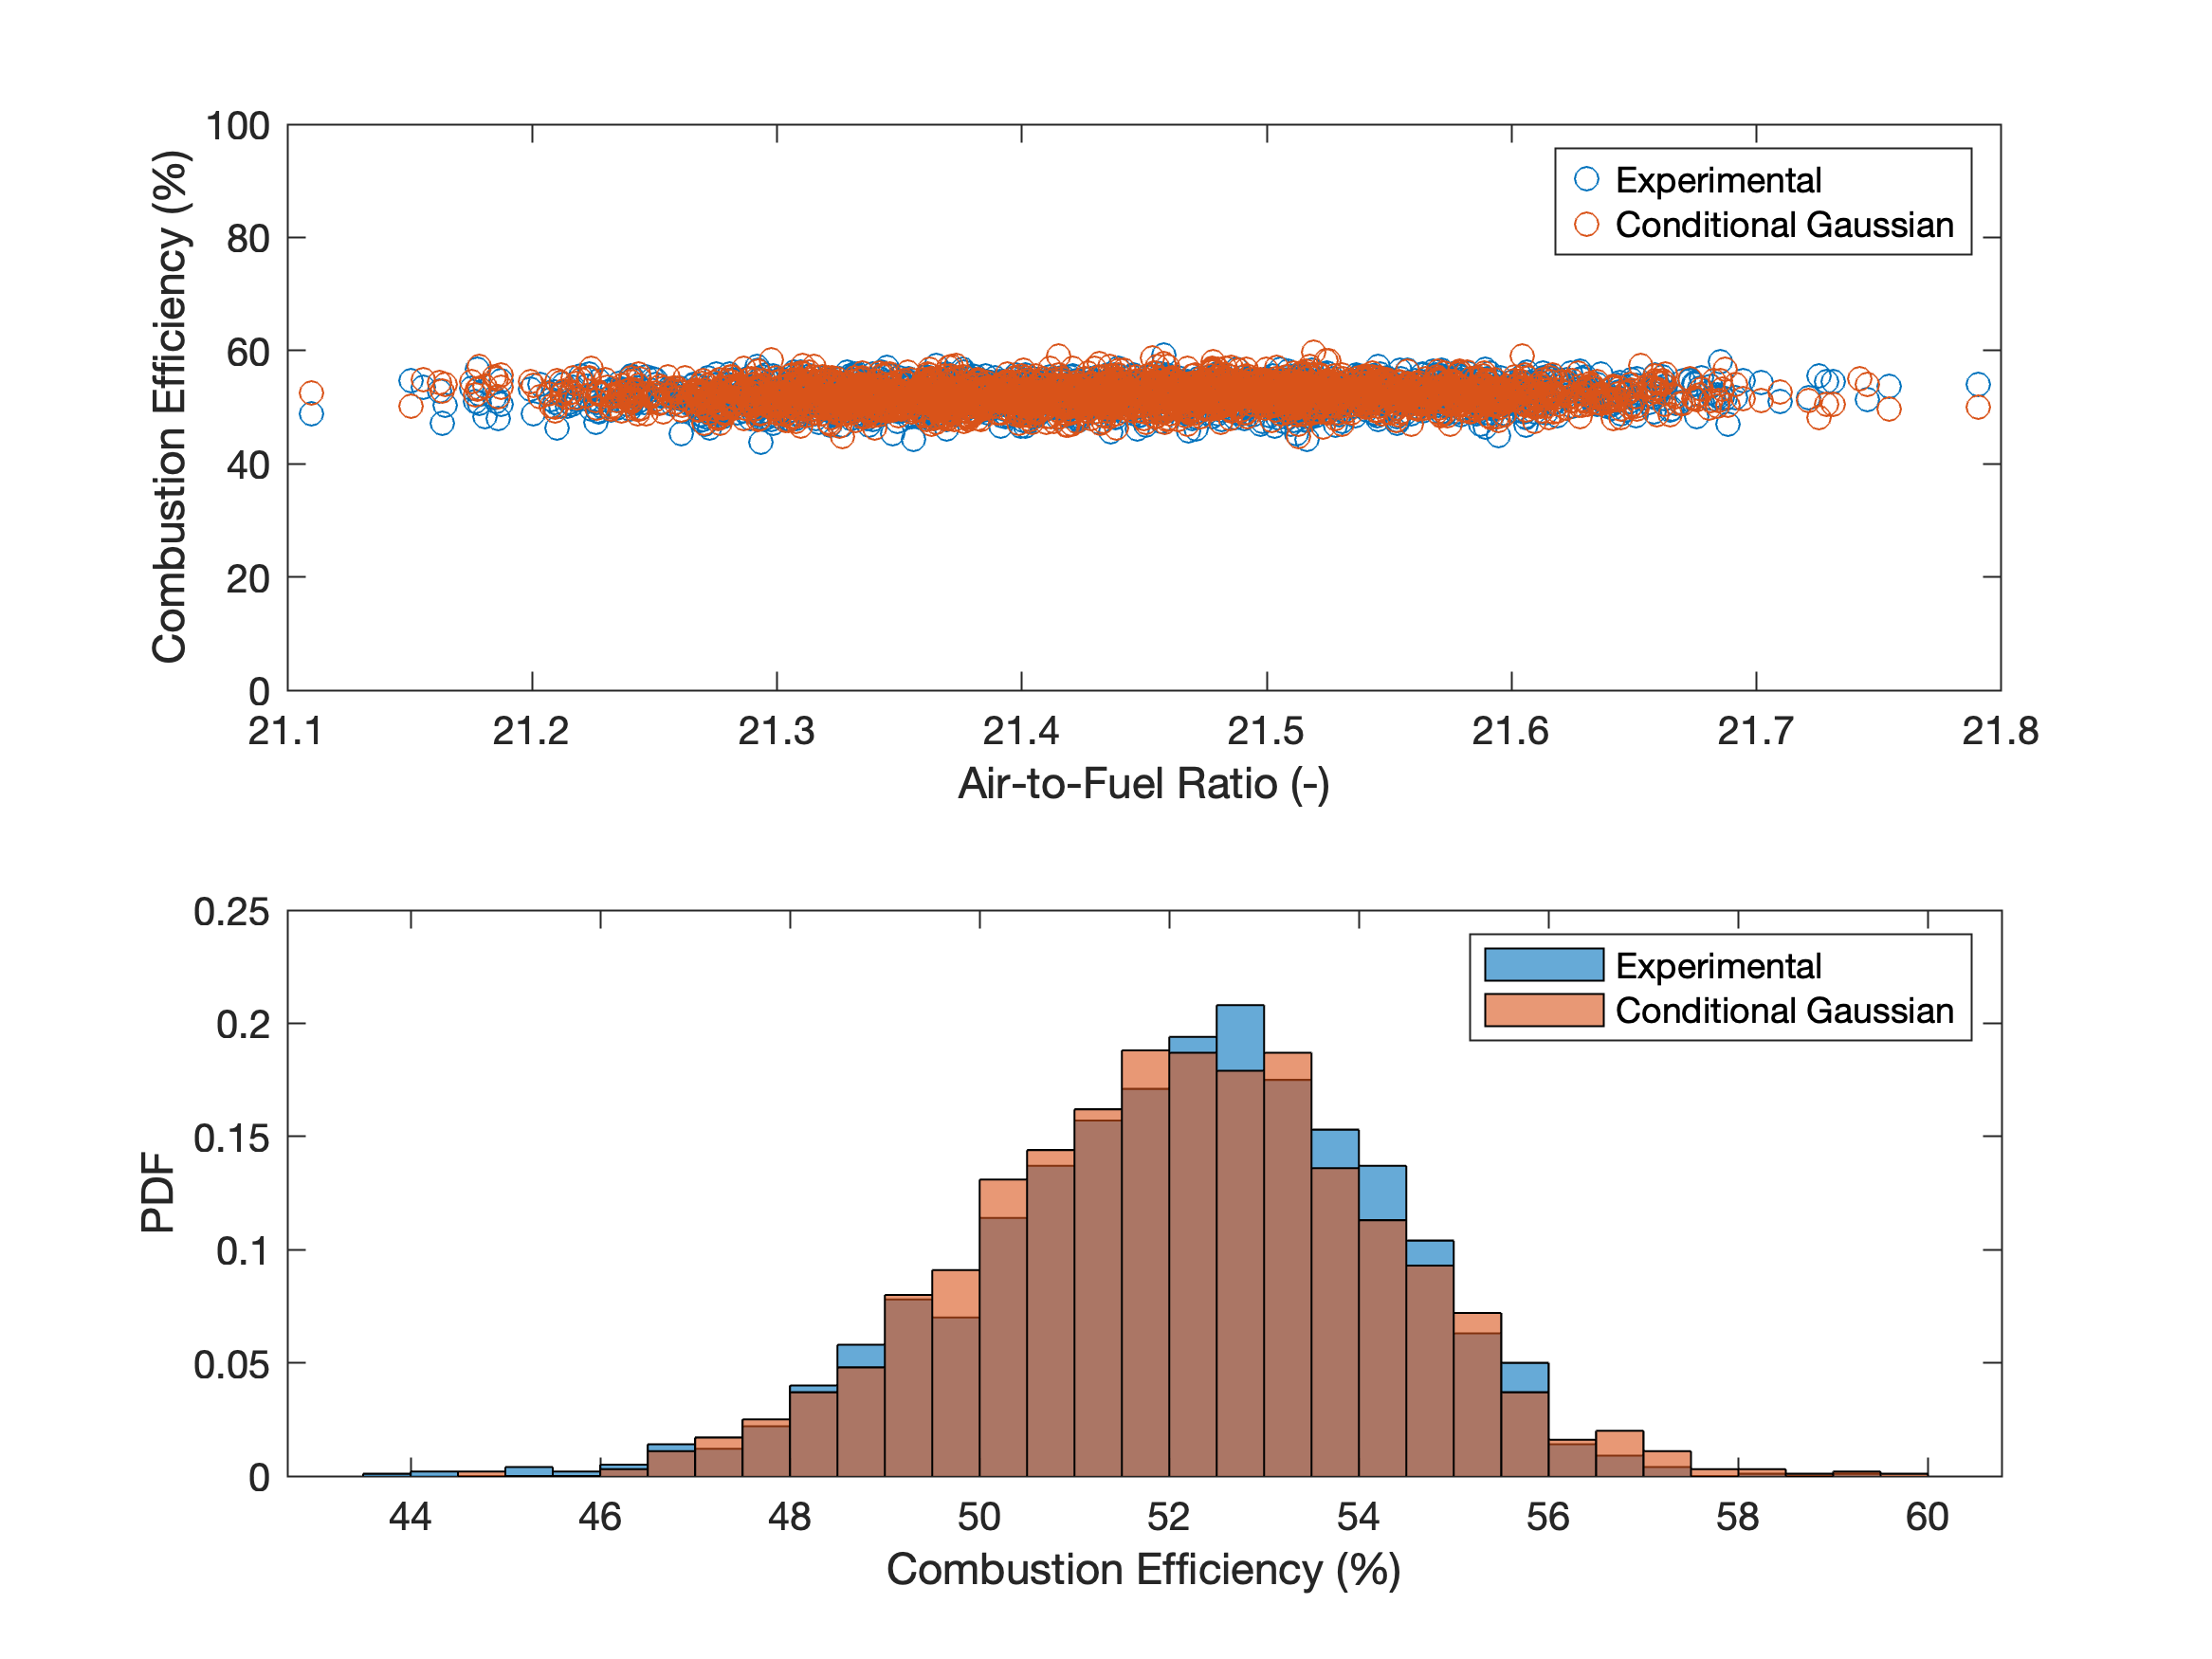 100
80
60
40
20
0
Combustion Efficiency (%)
Experimental
Conditional Gaussian
21.1 21.2 21.3 21.4 21.5 21.6 21.7 21.8
Air-to-Fuel Ratio (-)
0.25
0.2
0.15
0.1
0.05
0
PDF
Experimental
Conditional Gaussian
44 46 48 50 52 54 56 58 60
Combustion Efficiency (%)